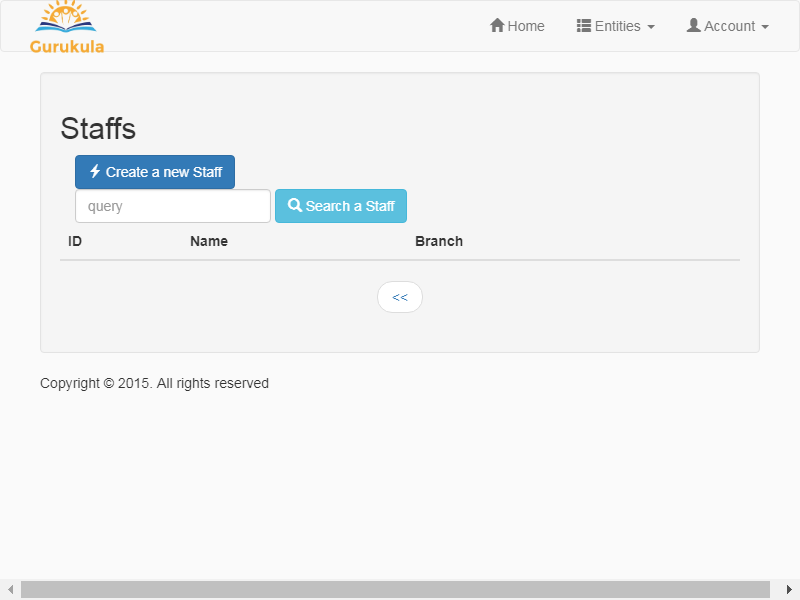 Gurukula
Home Entities Account
Staffs
Create a new Staff
query Search a Staff
ID Name Branch
<<
Copyright © 2015. All rights reserved